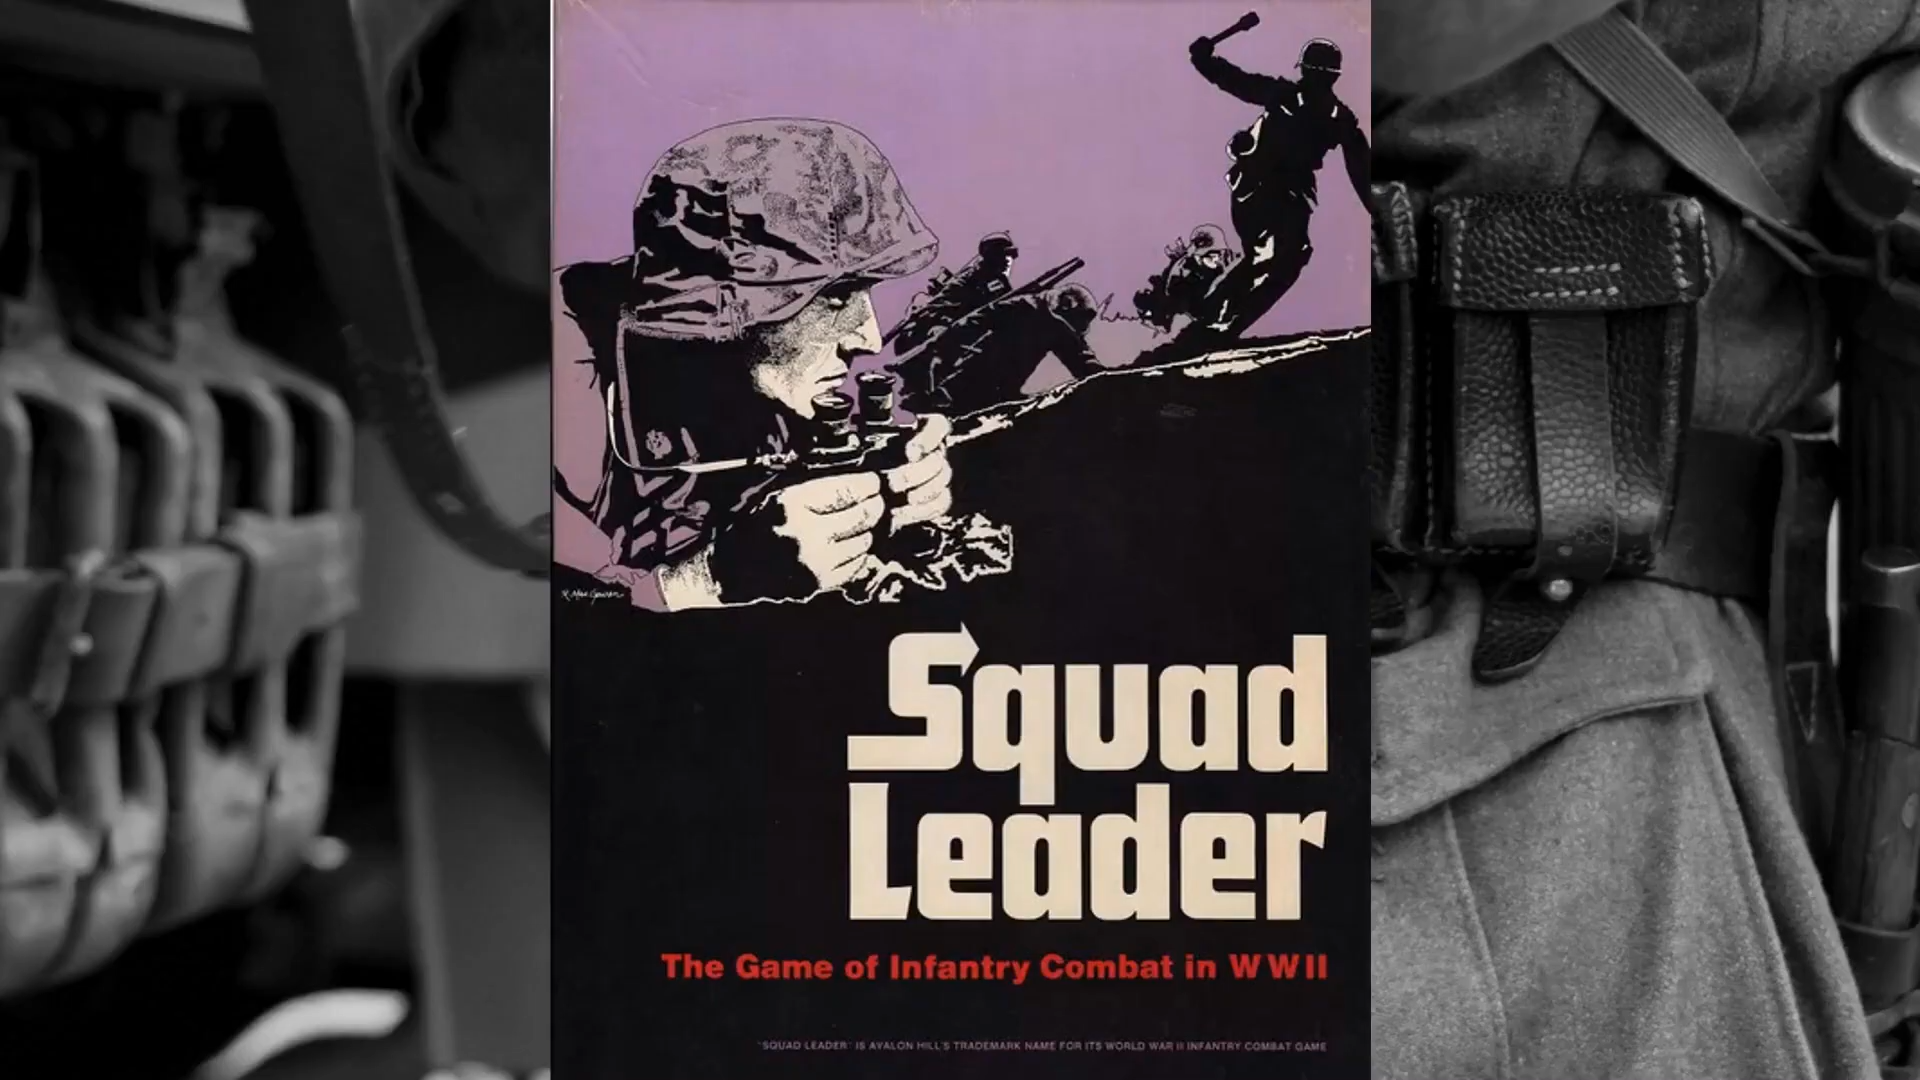 Squad
Leader
The Game of Infantry Combat in WWII
"SQUAD LEADER" IS AVALON HILL'S TRADEMARK NAME FOR ITS WORLD WAR II INFANTRY COMBAT GAME